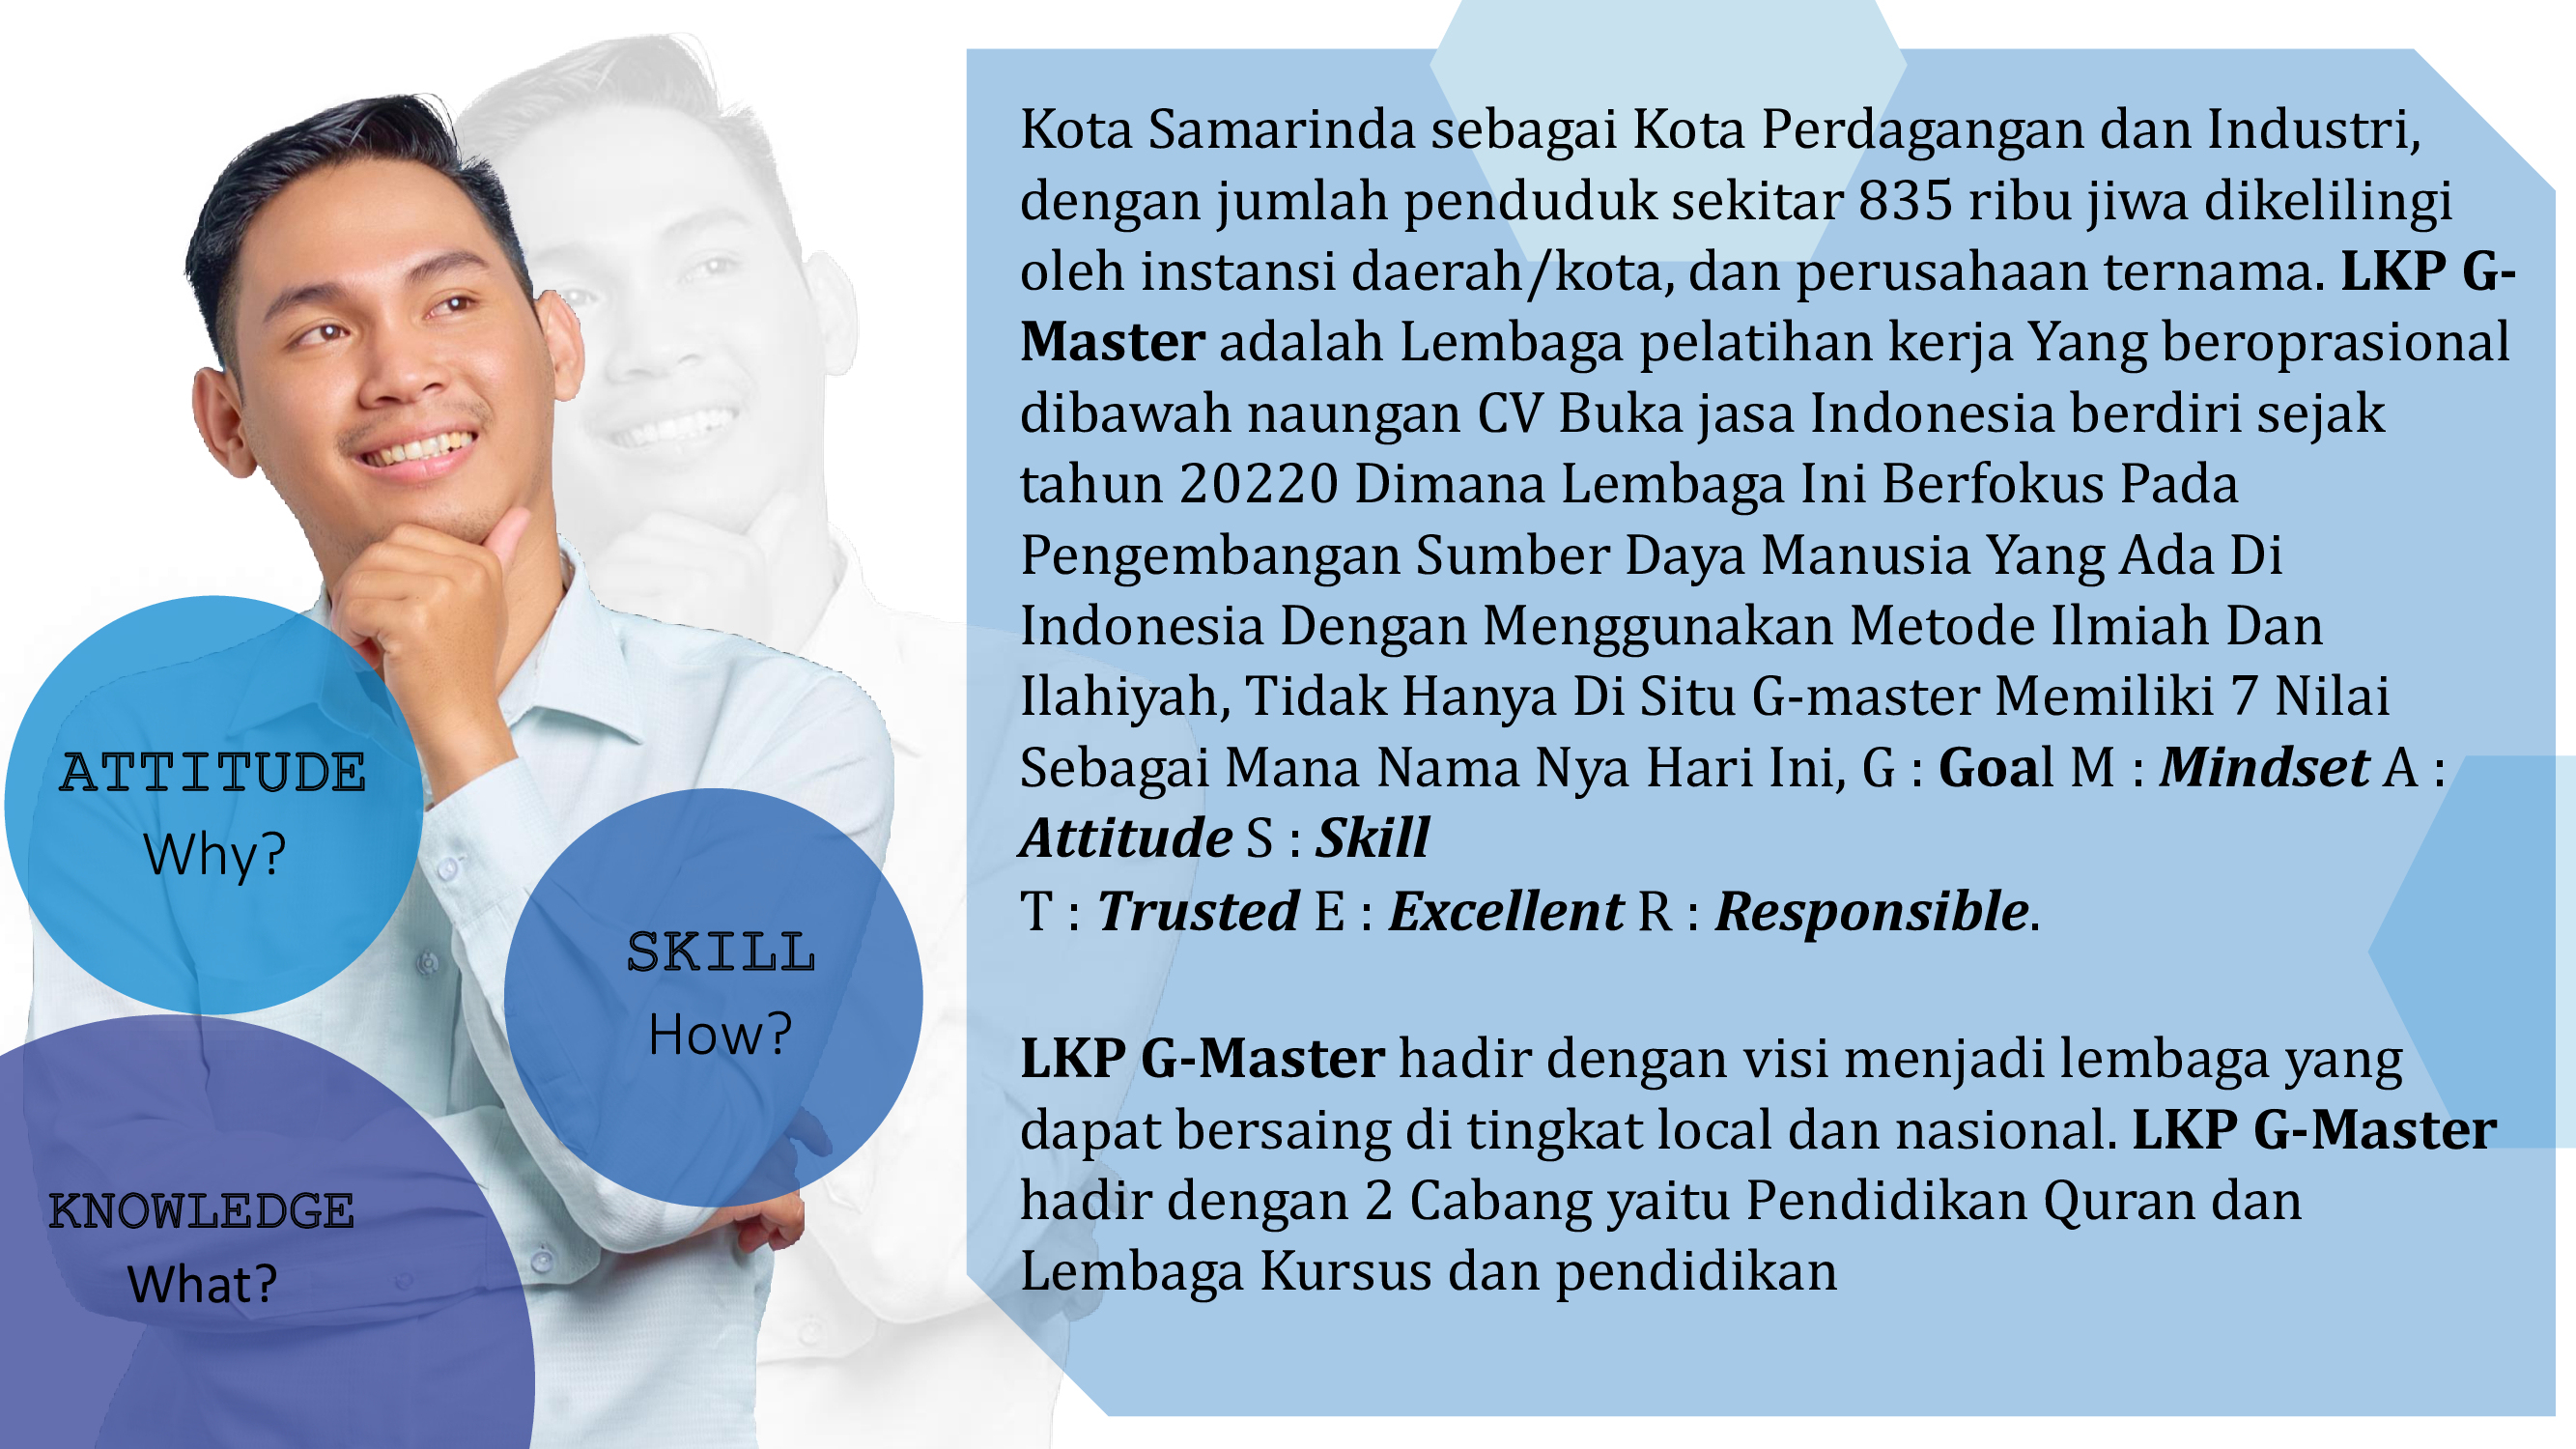 Kota Samarinda sebagai Kota Perdagangan dan Industri,
dengan jumlah penduduk sekitar 835 ribu jiwa dikelilingi
oleh instansi daerah/kota, dan perusahaan ternama. LKP G-
Master adalah Lembaga pelatihan kerja Yang beroprasional
dibawah naungan CV Buka jasa Indonesia berdiri sejak
tahun 20220 Dimana Lembaga Ini Berfokus Pada
Pengembangan Sumber Daya Manusia Yang Ada Di
Indonesia Dengan Menggunakan Metode Ilmiah Dan
Ilahiyah, Tidak Hanya Di Situ G-master Memiliki 7 Nilai
Sebagai Mana Nama Nya Hari Ini, G : Goal M : Mindset A :
Attitude S : Skill
T : Trusted E : Excellent R : Responsible.
LKP G-Master hadir dengan visi menjadi lembaga yang
dapat bersaing di tingkat local dan nasional. LKP G-Master
hadir dengan 2 Cabang yaitu Pendidikan Quran dan
Lembaga Kursus dan pendidikan
ATTITUDE
Why?
SKILL
How?
KNOWLEDGE
What?